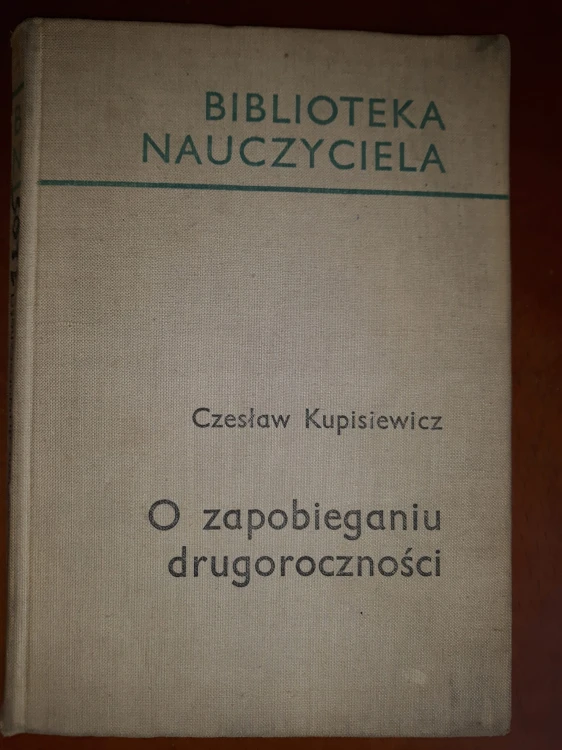 BIBLIOTEKA
NAUCZYCIELA
Czesław Kupisiewicz
O zapobieganiu
drugoroczności